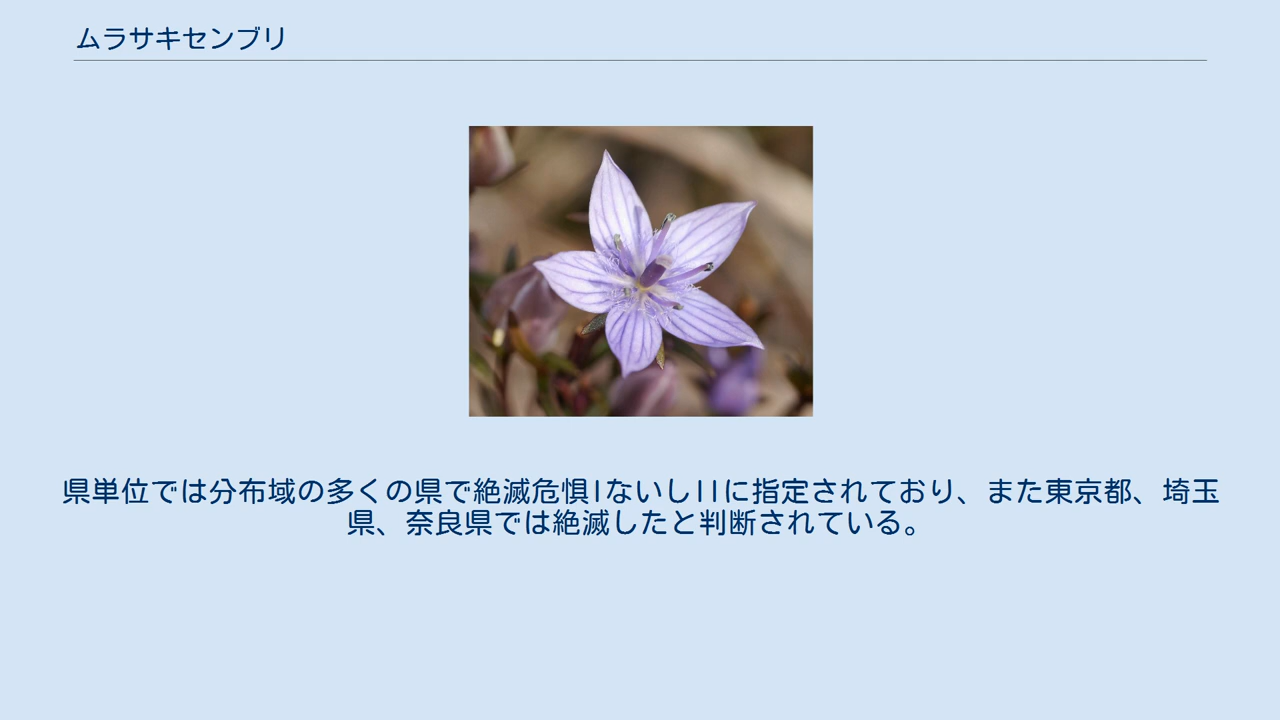 ムラサキセンブリ
県単位では分布域の多くの県で絶滅危惧IないしIIに指定されており、また東京都、埼玉
県、奈良県では絶滅したと判断されている。